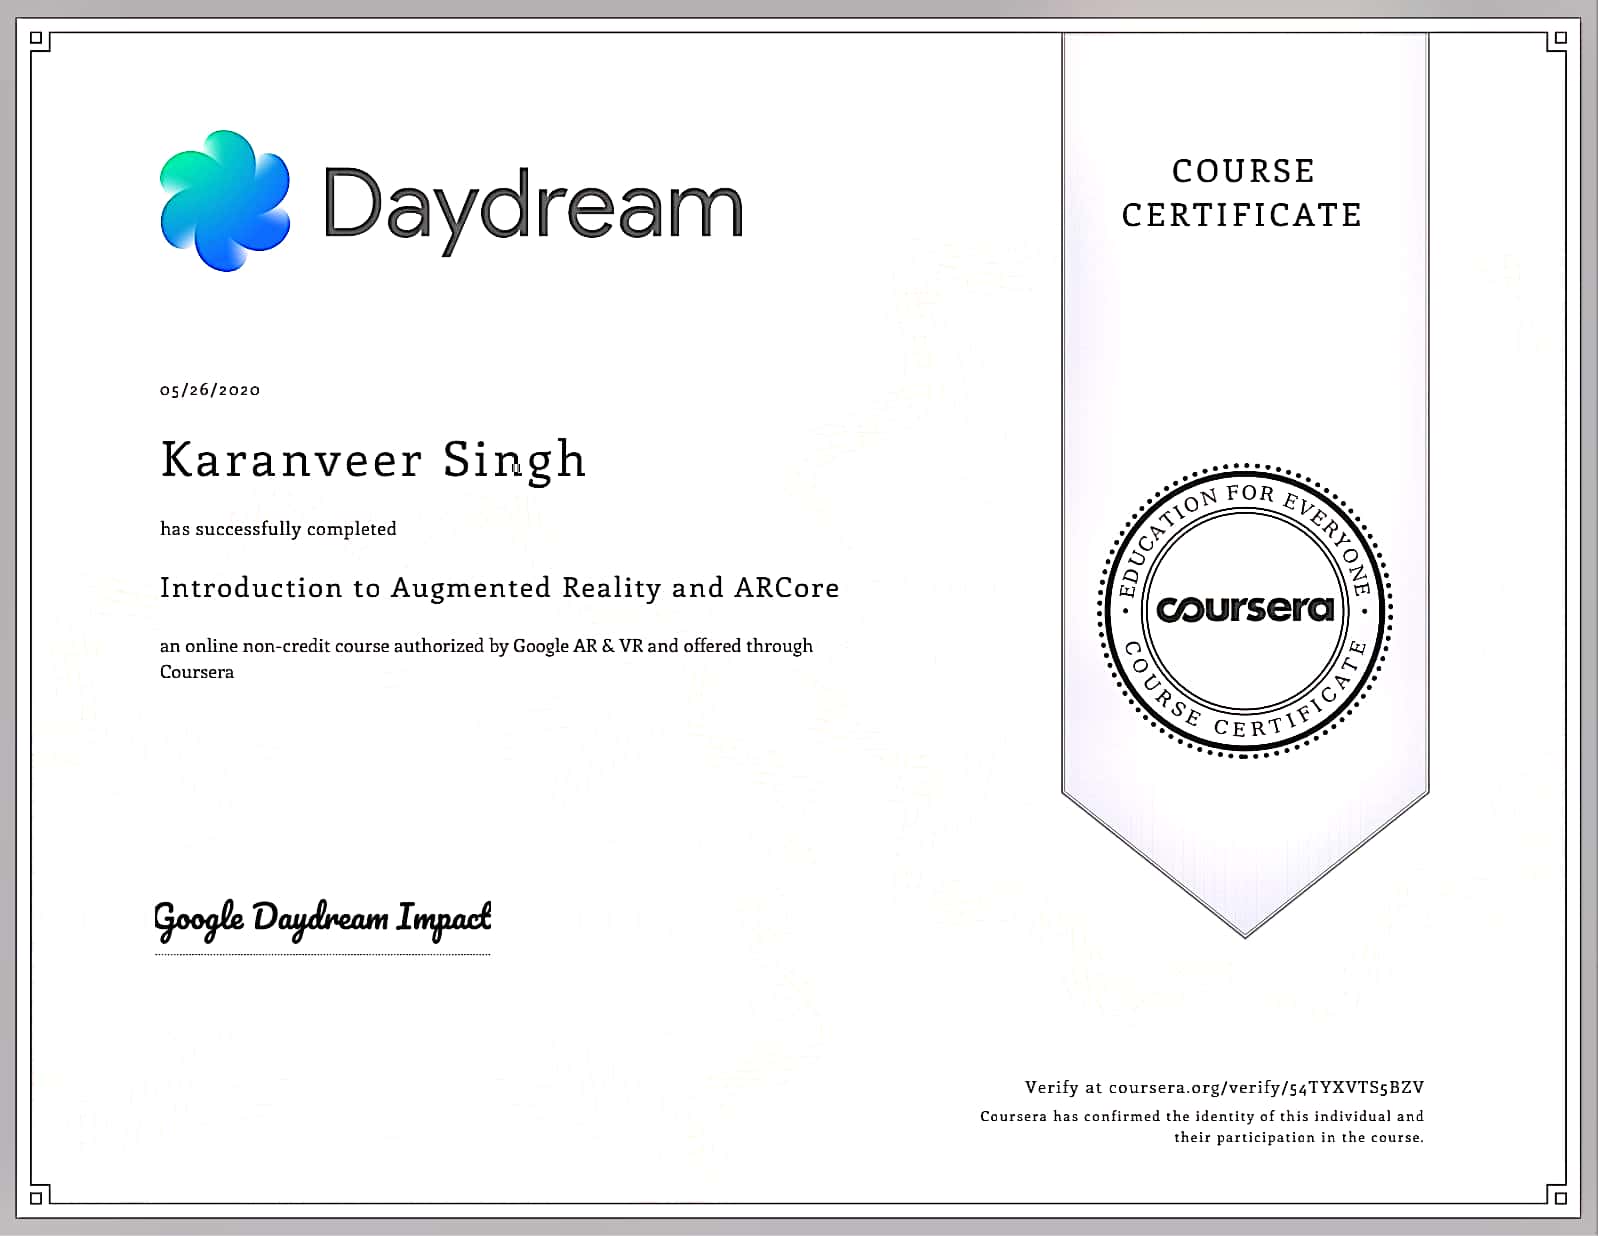 Daydream
COURSE
CERTIFICATE
05/26/2020
Karanveer Singh
has successfully completed
Introduction to Augmented Reality and ARCore
an online non-credit course authorized by Google AR & VR and offered through
Coursera
EDUCATION FOR EVERYONE
coursera
COURSE CERTIFICATE
Google Daydream Impact
Verify at coursera.org/verify/54TYXVTS5BZV
Coursera has confirmed the identity of this individual and
their participation in the course.